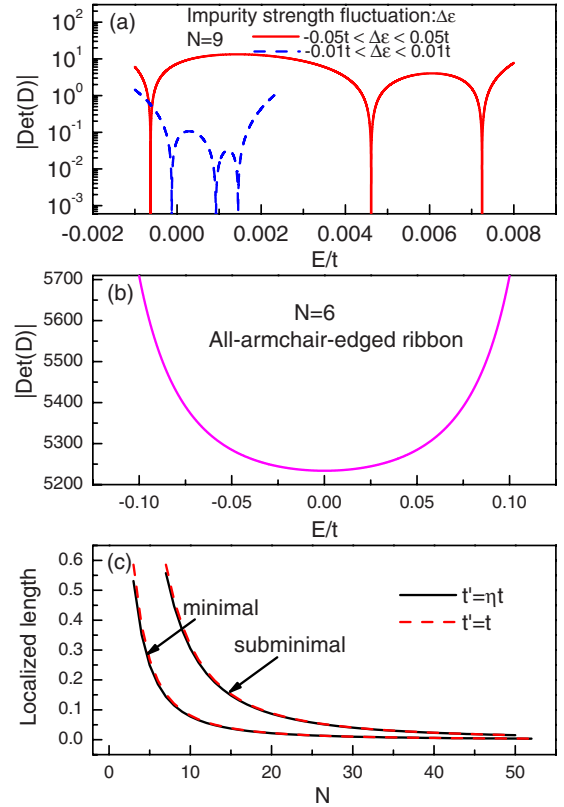 (a) Impurity strength fluctuation:Δε
N=9 -0.05t < Δε < 0.05t
-0.01t < Δε < 0.01t
|Det(D)|
10²
10¹
10⁰
10⁻¹
10⁻²
10⁻³
-0.002 0.000 0.002 0.004 0.006 0.008
E/t
(b)
N=6
All-armchair-edged ribbon
|Det(D)|
5700
5600
5500
5400
5300
5200
-0.10 -0.05 0.00 0.05 0.10
E/t
(c)
t'=ηt
t'=t
minimal
subminimal
Localized length
0.6
0.5
0.4
0.3
0.2
0.1
0.0
0 10 20 30 40 50
N